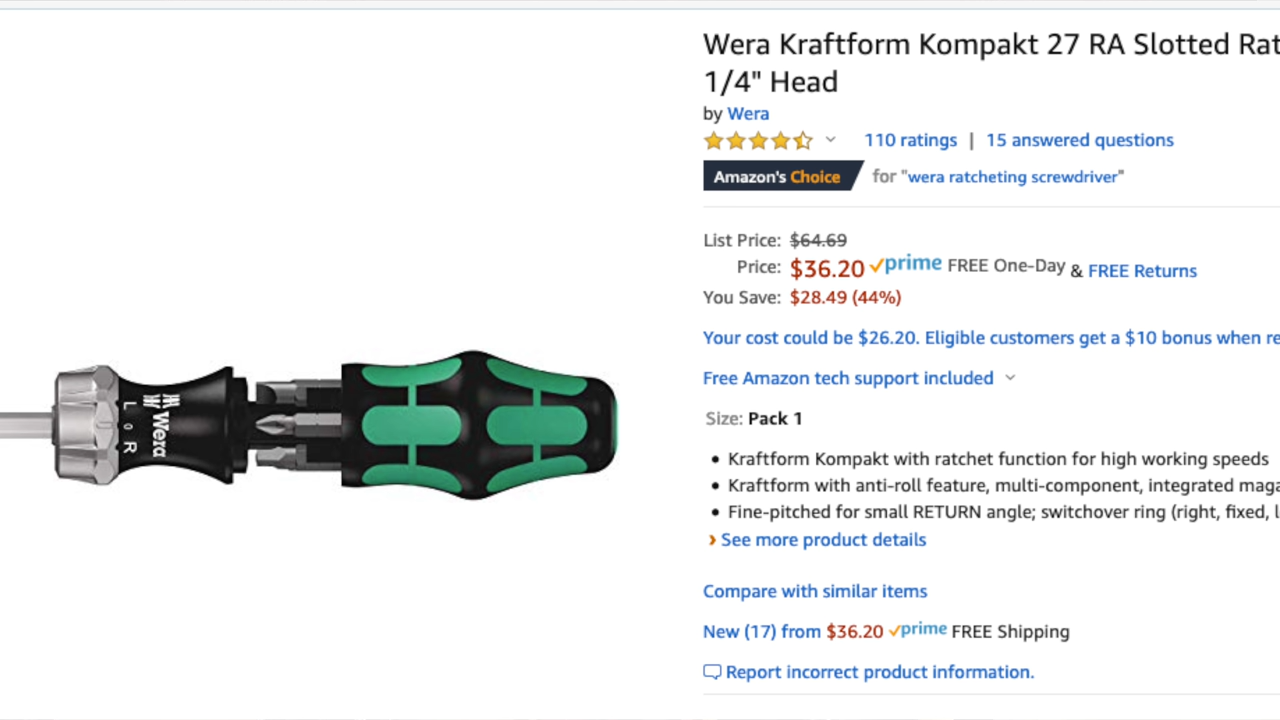 Wera Kraftform Kompakt 27 RA Slotted Rat
1/4" Head
by Wera
110 ratings | 15 answered questions
Amazon's Choice for "wera ratcheting screwdriver"
List Price: $64.69
Price: $36.20 prime FREE One-Day & FREE Returns
You Save: $28.49 (44%)
Your cost could be $26.20. Eligible customers get a $10 bonus when re
Free Amazon tech support included
Size: Pack 1
• Kraftform Kompakt with ratchet function for high working speeds
• Kraftform with anti-roll feature, multi-component, integrated maga
• Fine-pitched for small RETURN angle; switchover ring (right, fixed, l
› See more product details
Compare with similar items
New (17) from $36.20 prime FREE Shipping
Report incorrect product information.
L 0 R
Wera